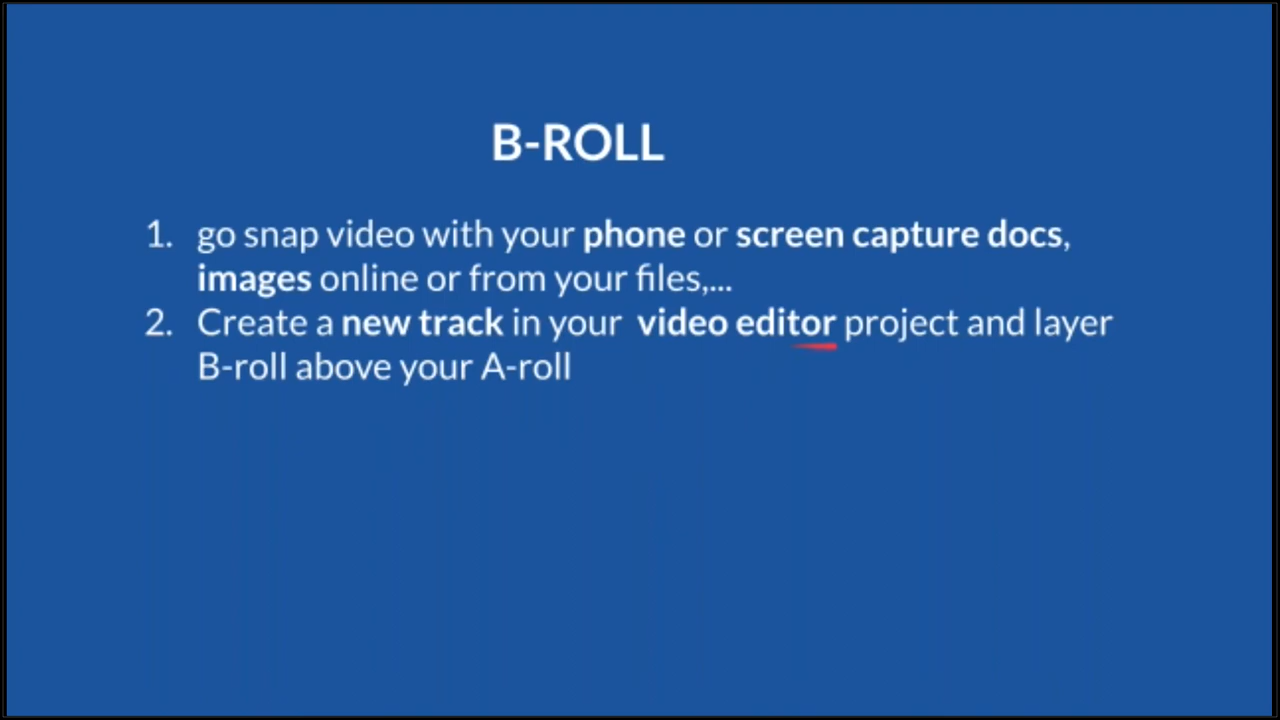 B-ROLL
1. go snap video with your phone or screen capture docs,
images online or from your files,...
2. Create a new track in your  video editor project and layer
B-roll above your A-roll